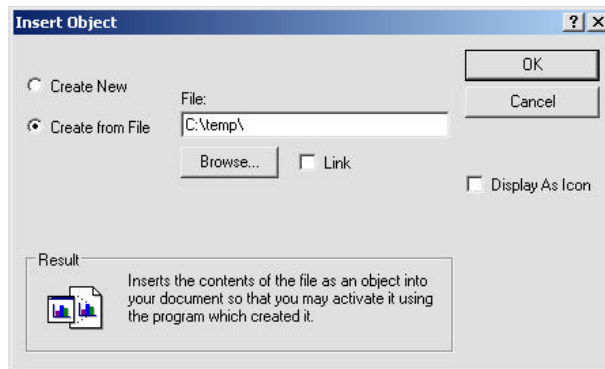 Insert Object
Create New
Create from File
File:
C:\temp\
Browse...
Link
OK
Cancel
Display As Icon
Result
Inserts the contents of the file as an object into
your document so that you may activate it using
the program which created it.